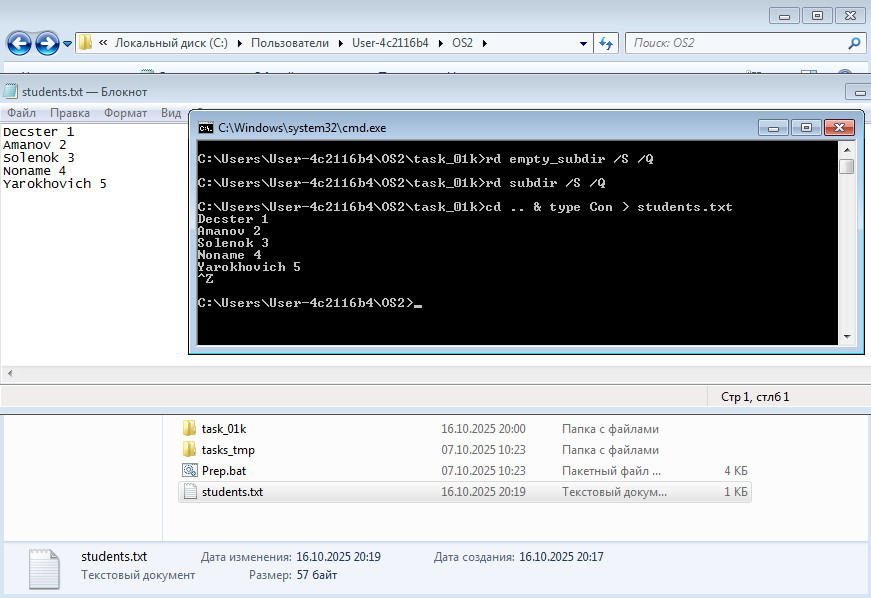 « Локальный диск (C:) ▸ Пользователи ▸ User-4c2116b4 ▸ OS2 ▸
Поиск: OS2
students.txt — Блокнот
Файл Правка Формат Вид
Decster 1
Amanov 2
Solenok 3
Noname 4
Yarokhovich 5
C:\Windows\system32\cmd.exe
C:\Users\User-4c2116b4\OS2\task_01k>rd empty_subdir /S /Q
C:\Users\User-4c2116b4\OS2\task_01k>rd subdir /S /Q
C:\Users\User-4c2116b4\OS2\task_01k>cd .. & type Con > students.txt
Decster 1
Amanov 2
Solenok 3
Noname 4
Yarokhovich 5
^Z
C:\Users\User-4c2116b4\OS2>_
Стр 1, стлб 1
task_01k 16.10.2025 20:00 Папка с файлами
tasks_tmp 07.10.2025 10:23 Папка с файлами
Prep.bat 07.10.2025 10:23 Пакетный файл ... 4 КБ
students.txt 16.10.2025 20:19 Текстовый докум... 1 КБ
students.txt Дата изменения: 16.10.2025 20:19 Дата создания: 16.10.2025 20:17
Текстовый документ Размер: 57 байт